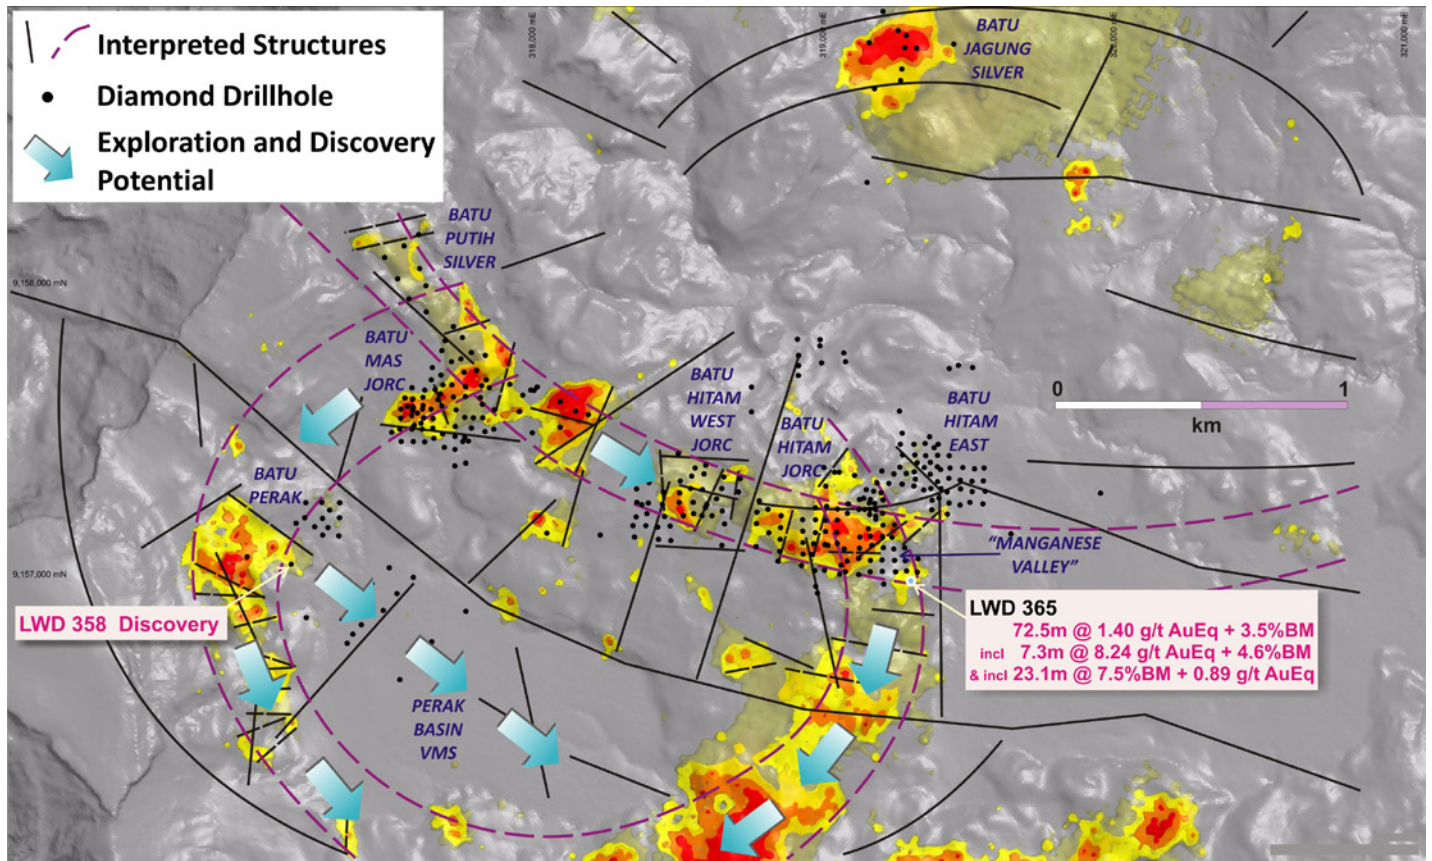 Interpreted Structures
Diamond Drillhole
Exploration and Discovery
Potential
318,000 mE
319,000 mE
320,000 mE
321,000 mE
BATU
JAGUNG
SILVER
BATU
PUTIH
SILVER
9,158,000 mN
BATU
MAS
JORC
BATU
HITAM
WEST
JORC
BATU
HITAM
JORC
BATU
HITAM
EAST
0
1
km
BATU
PERAK
"MANGANESE
VALLEY"
9,157,000 mN
LWD 358 Discovery
LWD 365
72.5m @ 1.40 g/t AuEq + 3.5%BM
incl 7.3m @ 8.24 g/t AuEq + 4.6%BM
& incl 23.1m @ 7.5%BM + 0.89 g/t AuEq
PERAK
BASIN
VMS